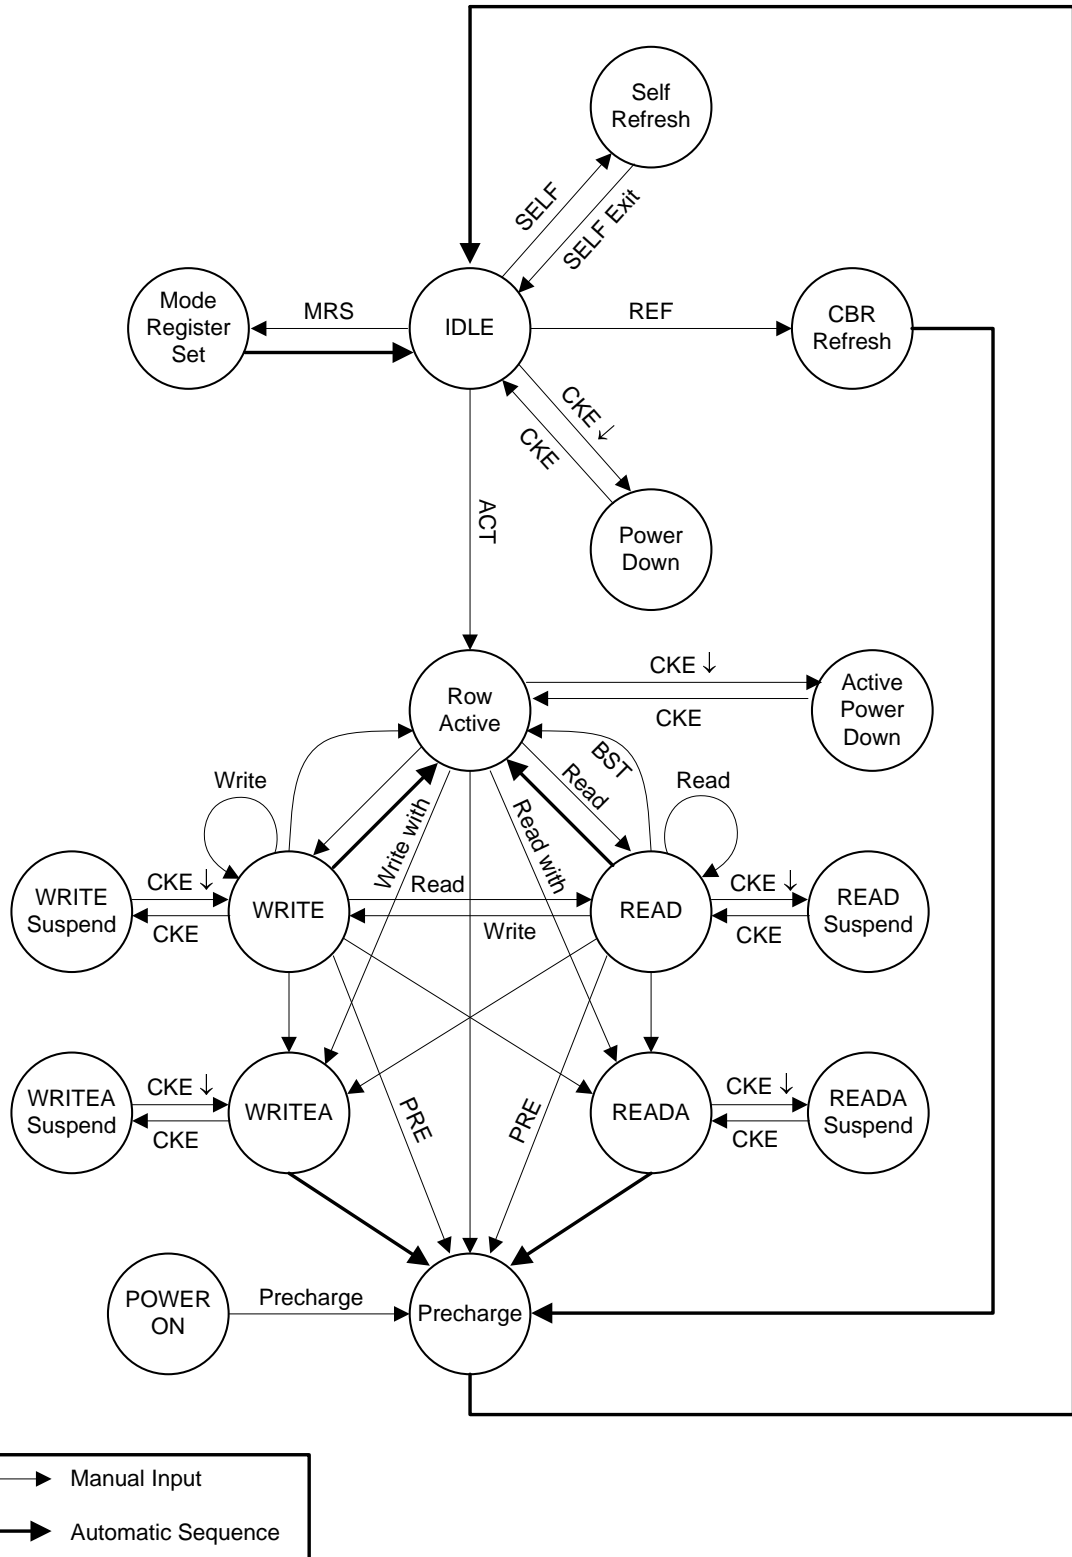 Self
Refresh
SELF
SELF Exit
Mode
Register
Set
MRS
IDLE
REF
CBR
Refresh
CKE ↓
CKE
ACT
Power
Down
Row
Active
CKE ↓
CKE
Active
Power
Down
BST
Read
Write
Read
Write with
Read with
WRITE
Suspend
CKE ↓
CKE
WRITE
Read
Write
READ
CKE ↓
CKE
READ
Suspend
WRITEA
Suspend
CKE ↓
CKE
WRITEA
PRE
PRE
READA
CKE ↓
CKE
READA
Suspend
POWER
ON
Precharge
Precharge
Manual Input
Automatic Sequence